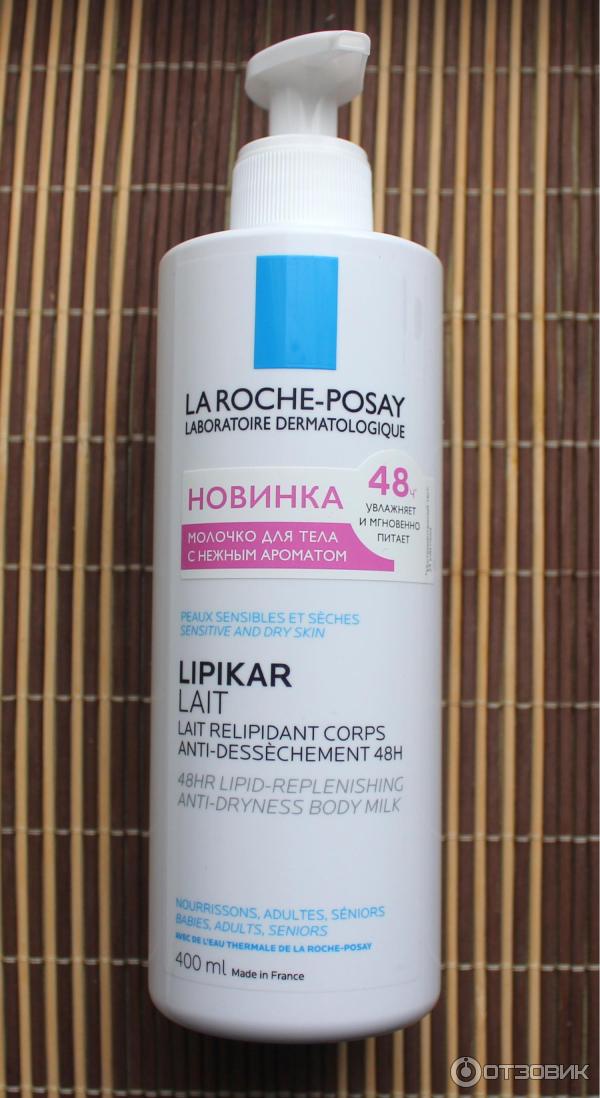 LA ROCHE-POSAY
LABORATOIRE DERMATOLOGIQUE
НОВИНКА
МОЛОЧКО ДЛЯ ТЕЛА
С НЕЖНЫМ АРОМАТОМ
48ч*
УВЛАЖНЯЕТ
И МГНОВЕННО
ПИТАЕТ
PEAUX SENSIBLES ET SÈCHES
SENSITIVE AND DRY SKIN
LIPIKAR
LAIT
LAIT RELIPIDANT CORPS
ANTI-DESSÈCHEMENT 48H
48HR LIPID-REPLENISHING
ANTI-DRYNESS BODY MILK
NOURRISSONS, ADULTES, SÉNIORS
BABIES, ADULTS, SENIORS
AVEC DE L'EAU THERMALE DE LA ROCHE-POSAY
400 ml Made in France
ОТЗОВИК